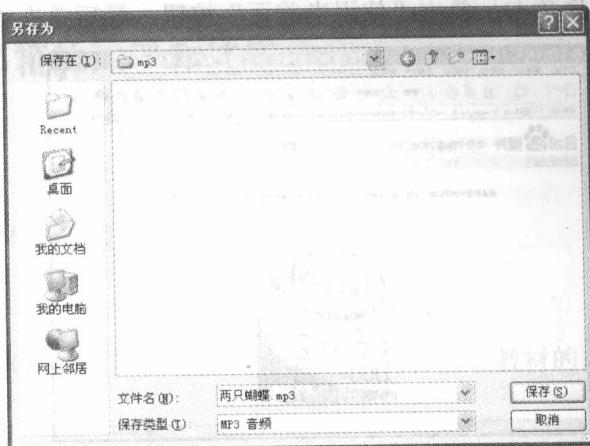 另存为
保存在(I):
mp3
Recent
桌面
我的文档
我的电脑
网上邻居
文件名(N):
两只蝴蝶.mp3
保存(S)
保存类型(T):
MP3 音频
取消